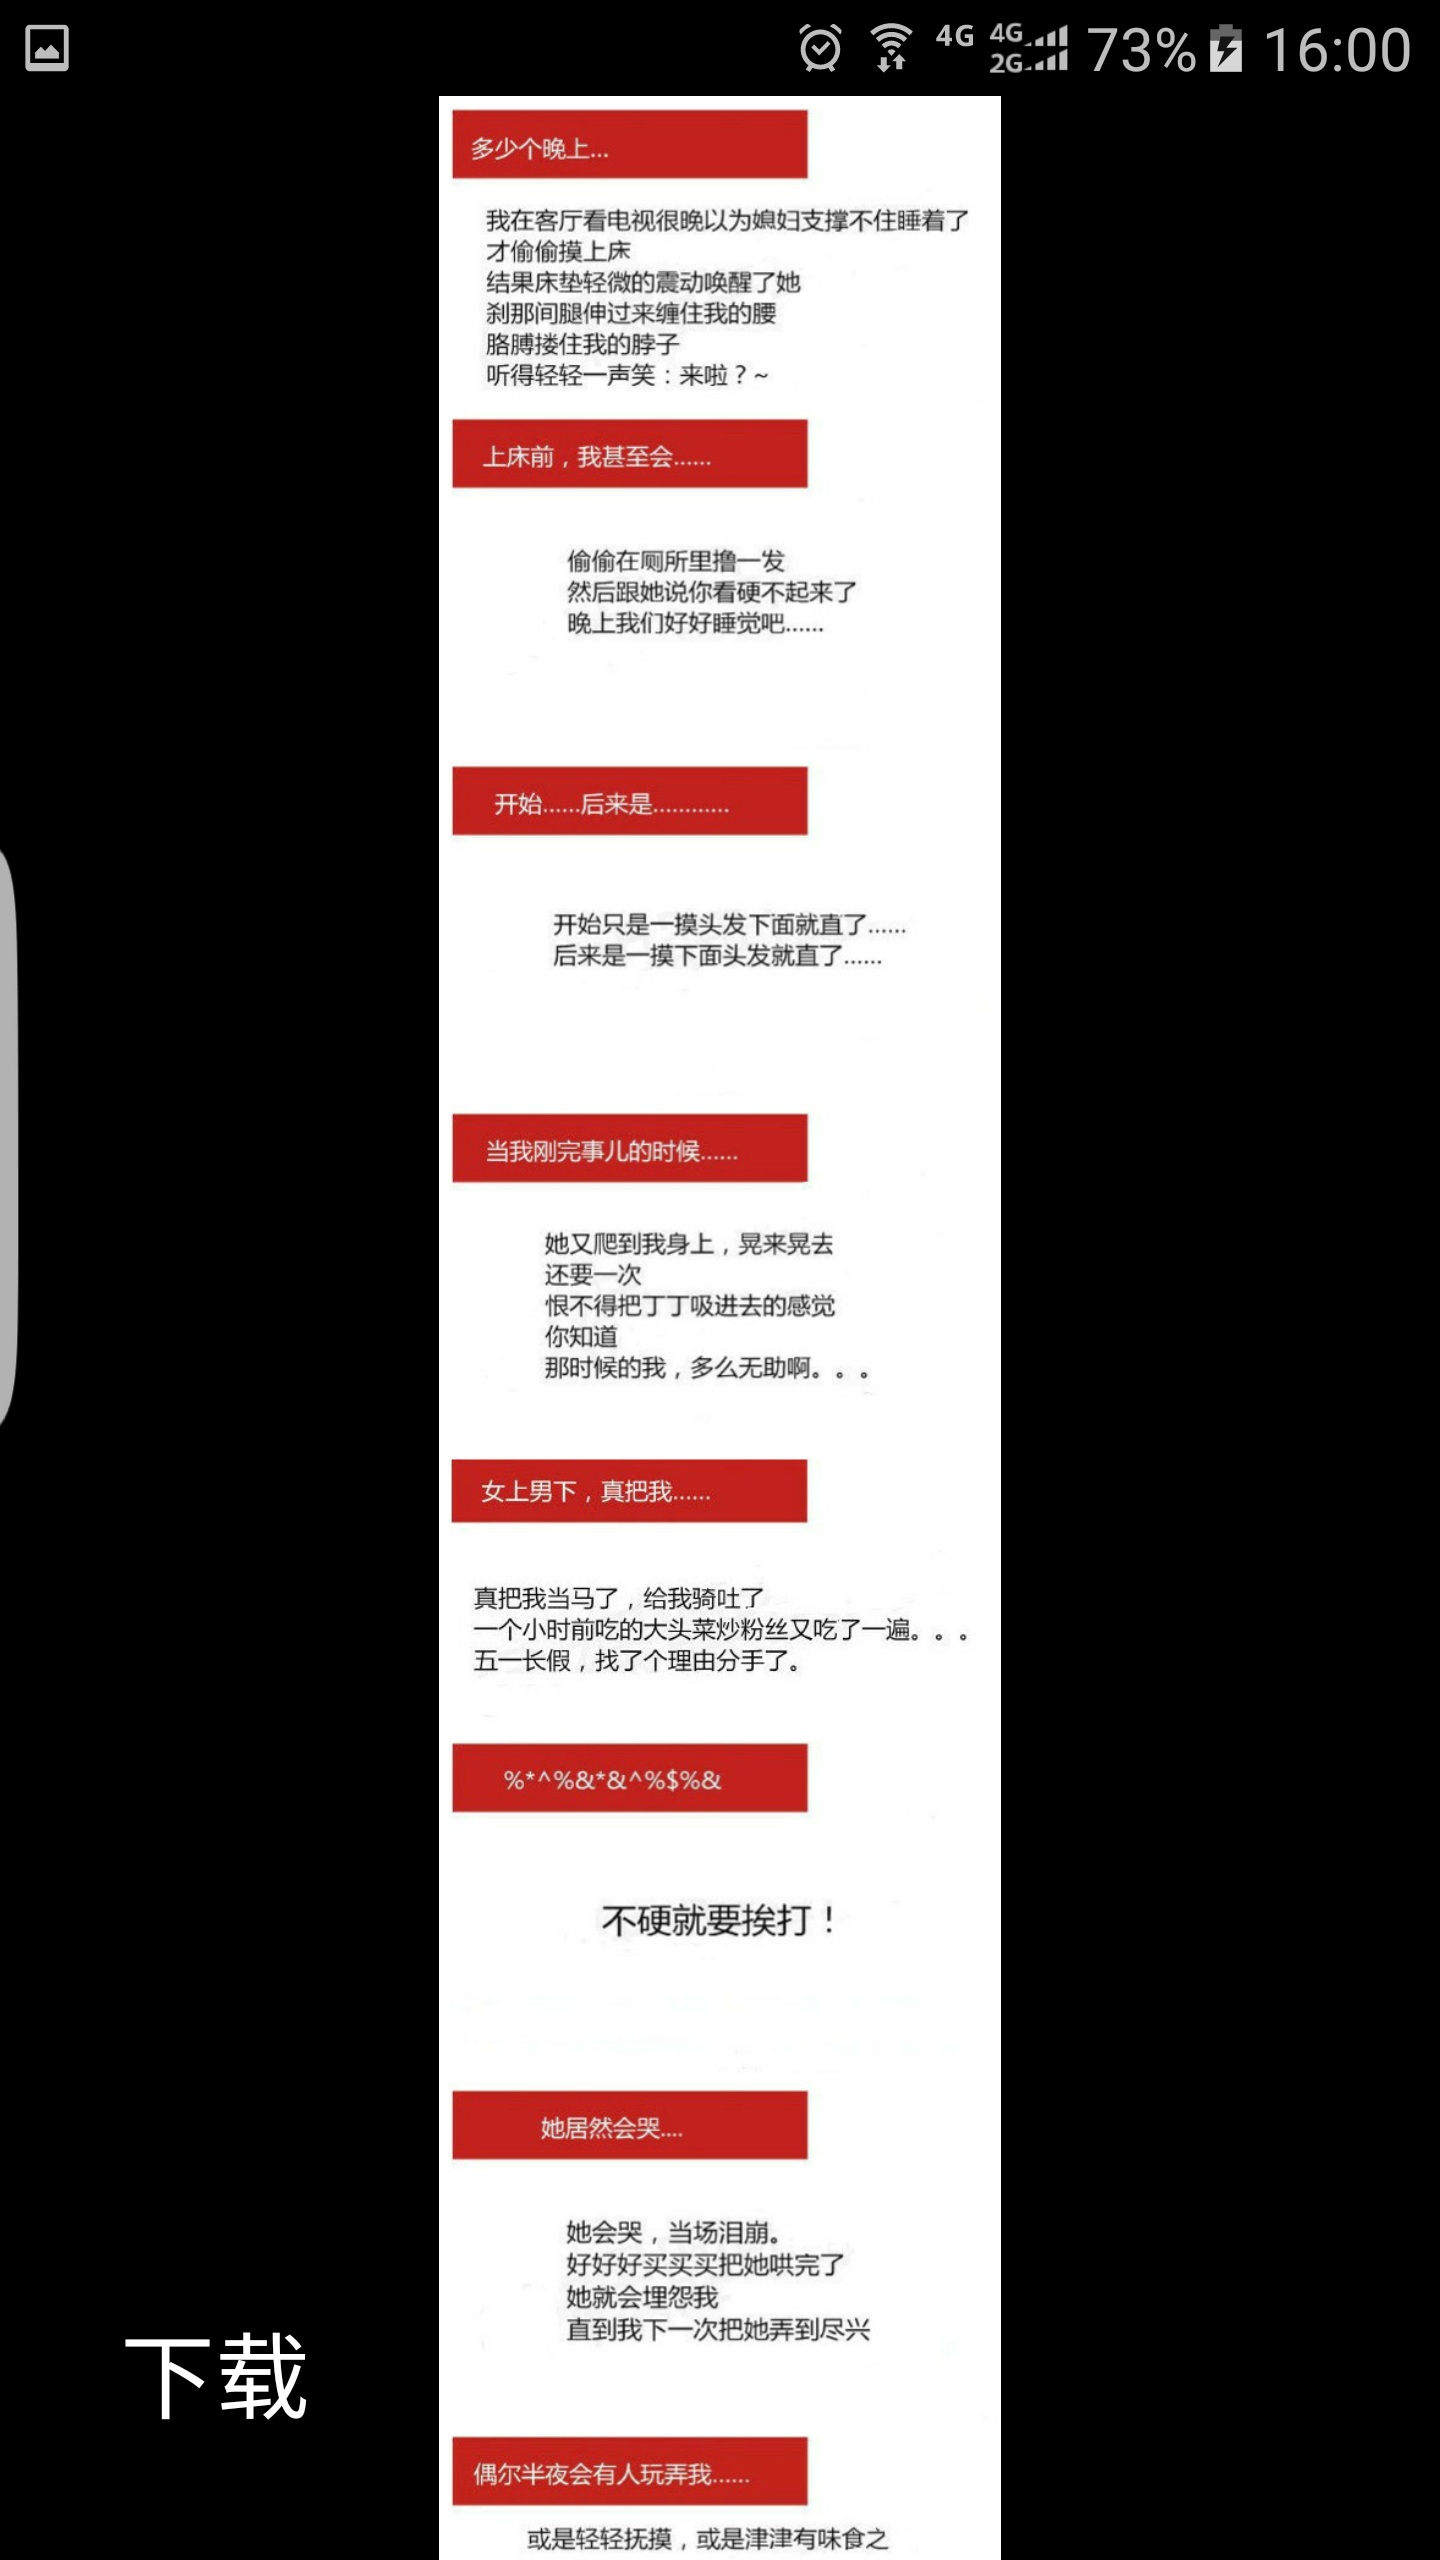 4G 4G 2G 73% 16:00
多少个晚上...
我在客厅看电视很晚以为媳妇支撑不住睡着了
才偷偷摸上床
结果床垫轻微的震动唤醒了她
刹那间腿伸过来缠住我的腰
胳膊搂住我的脖子
听得轻轻一声笑：来啦？~
上床前，我甚至会......
偷偷在厕所里撸一发
然后跟她说你看硬不起来了
晚上我们好好睡觉吧......
开始......后来是............
开始只是一摸头发下面就直了......
后来是一摸下面头发就直了......
当我刚完事儿的时候......
她又爬到我身上，晃来晃去
还要一次
恨不得把丁丁吸进去的感觉
你知道
那时候的我，多么无助啊。。。
女上男下，真把我......
真把我当马了，给我骑吐了
一个小时前吃的大头菜炒粉丝又吃了一遍。。。
五一长假，找了个理由分手了。
%*^%&*&^%$%&
不硬就要挨打！
她居然会哭....
她会哭，当场泪崩。
好好好买买买把她哄完了
她就会埋怨我
直到我下一次把她弄到尽兴
下载
偶尔半夜会有人玩弄我......
或是轻轻抚摸，或是津津有味食之